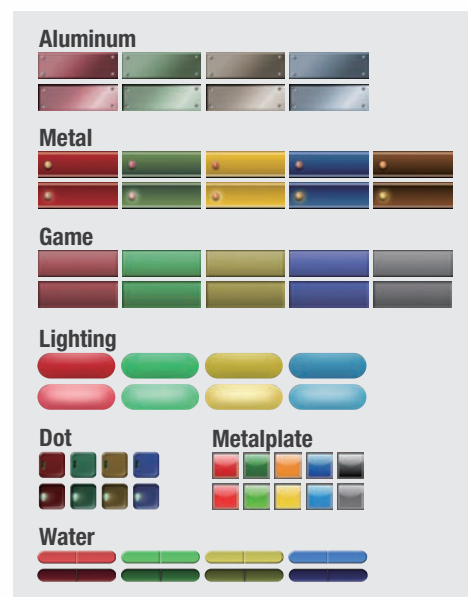 Aluminum
Metal
Game
Lighting
Dot
Metalplate
Water